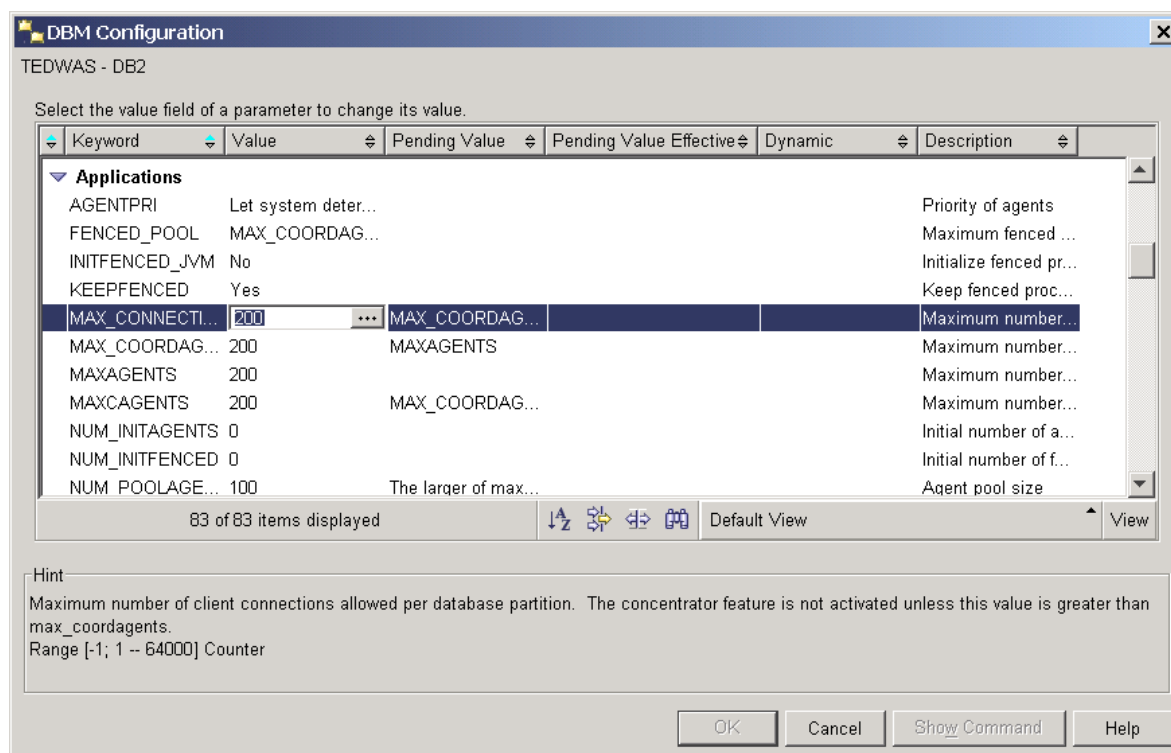 DBM Configuration
TEDWAS - DB2
Select the value field of a parameter to change its value.
Keyword Value Pending Value Pending Value Effective Dynamic Description
Applications
AGENTPRI Let system deter... Priority of agents
FENCED_POOL MAX_COORDAG... Maximum fenced ...
INITFENCED_JVM No Initialize fenced pr...
KEEPFENCED Yes Keep fenced proc...
MAX_CONNECTI... 200 ... MAX_COORDAG... Maximum number...
MAX_COORDAG... 200 MAXAGENTS Maximum number...
MAXAGENTS 200 Maximum number...
MAXCAGENTS 200 MAX_COORDAG... Maximum number...
NUM_INITAGENTS 0 Initial number of a...
NUM_INITFENCED 0 Initial number of f...
NUM_POOLAGE... 100 The larger of max... Agent pool size
83 of 83 items displayed Default View View
Hint
Maximum number of client connections allowed per database partition. The concentrator feature is not activated unless this value is greater than
max_coordagents.
Range [-1; 1 -- 64000] Counter
OK Cancel Show Command Help